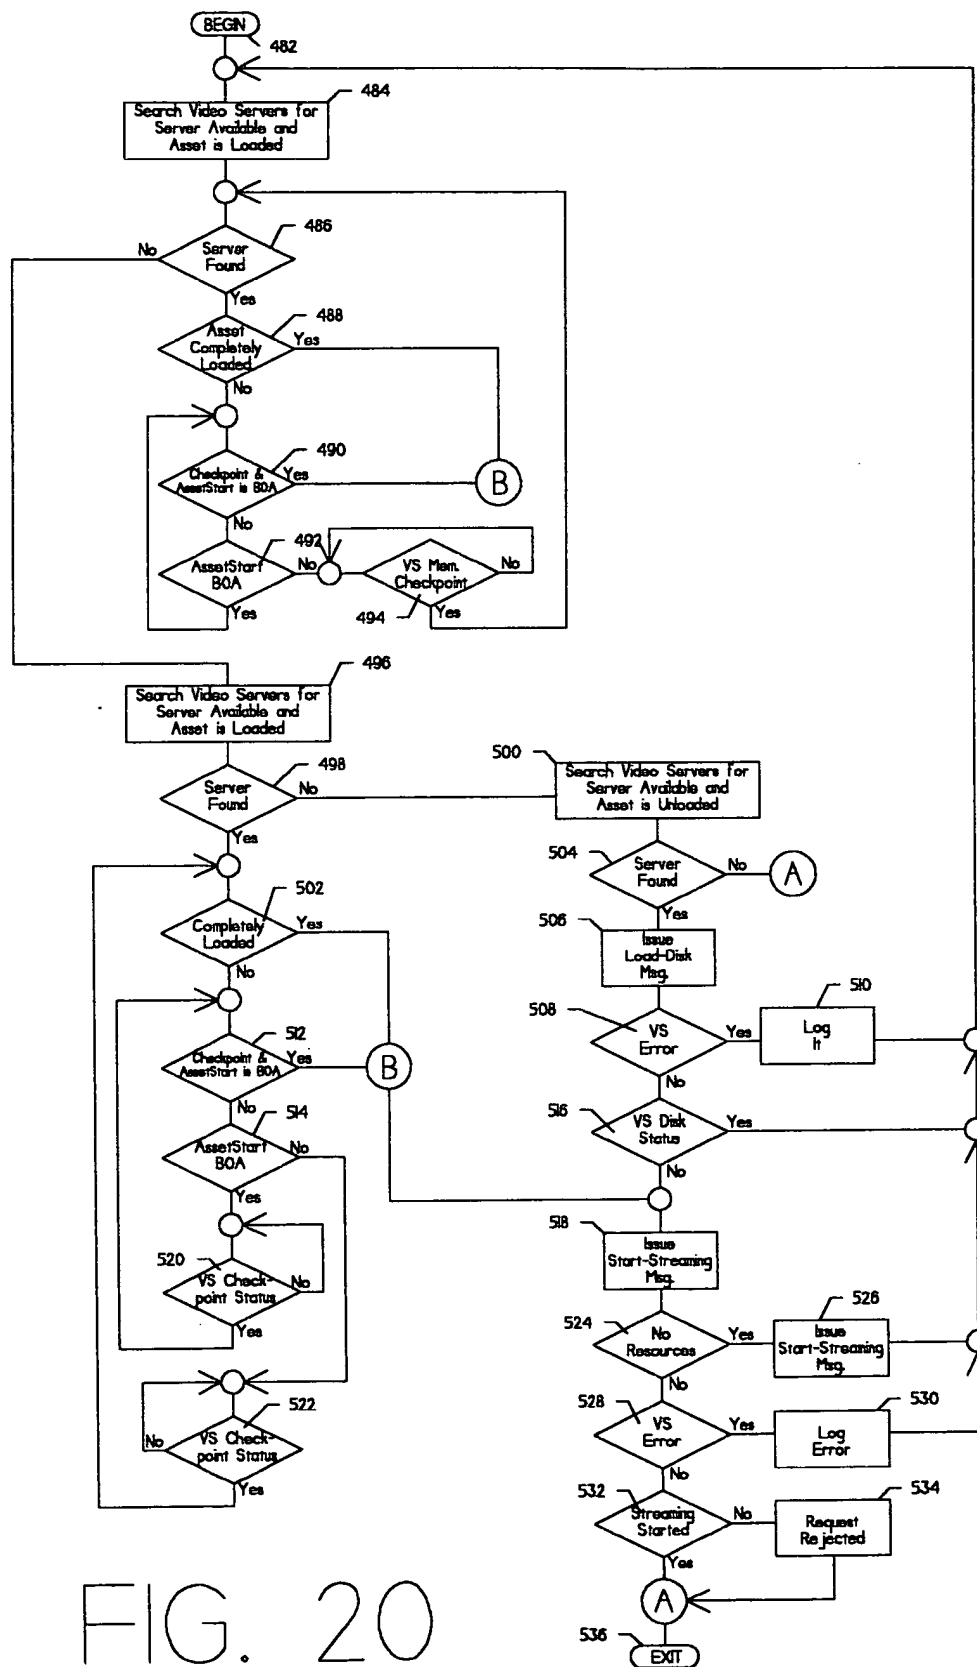 BEGIN
482
484
Search Video Servers for
Server Available and
Asset is Loaded
486
No
Server
Found
Yes
488
Asset
Completely
Loaded
Yes
No
490
Checkpoint &
AssetStart is BOA
Yes
B
No
492
AssetStart
BOA
No
VS Mem.
Checkpoint
No
494
Yes
Yes
496
Search Video Servers for
Server Available and
Asset is Loaded
498
Server
Found
No
Yes
500
Search Video Servers for
Server Available and
Asset is Unloaded
504
Server
Found
No
A
Yes
502
Completely
Loaded
Yes
No
506
Issue
Load-Disk
Msg.
508
VS
Error
Yes
510
Log
It
No
512
Checkpoint &
AssetStart is BOA
Yes
B
No
514
AssetStart
BOA
No
Yes
516
VS Disk
Status
Yes
No
518
Issue
Start-Streaming
Msg.
520
VS Check-
point Status
No
Yes
522
VS Check-
point Status
No
Yes
524
No
Resources
Yes
526
Issue
Start-Streaming
Msg.
No
528
VS
Error
Yes
530
Log
Error
No
532
Streaming
Started
No
534
Request
Rejected
Yes
A
536
EXIT
FIG. 20